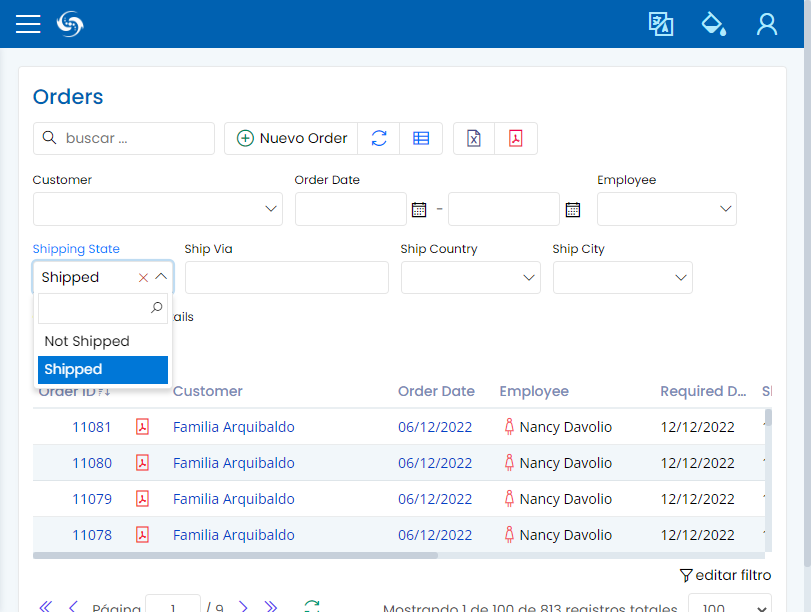 Orders
buscar ...
Nuevo Order
Customer
Order Date
Employee
-
Shipping State
Ship Via
Ship Country
Ship City
Shipped
ails
Not Shipped
Shipped
Order ID Customer Order Date Employee Required D...
11081 Familia Arquibaldo 06/12/2022 Nancy Davolio 12/12/2022
11080 Familia Arquibaldo 06/12/2022 Nancy Davolio 12/12/2022
11079 Familia Arquibaldo 06/12/2022 Nancy Davolio 12/12/2022
11078 Familia Arquibaldo 06/12/2022 Nancy Davolio 12/12/2022
editar filtro
Página 1 / 9 Mostrando 1 de 100 de 813 registros totales 100